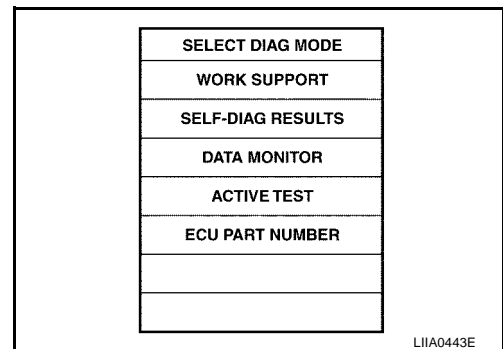 SELECT DIAG MODE
WORK SUPPORT
SELF-DIAG RESULTS
DATA MONITOR
ACTIVE TEST
ECU PART NUMBER
LIIA0443E